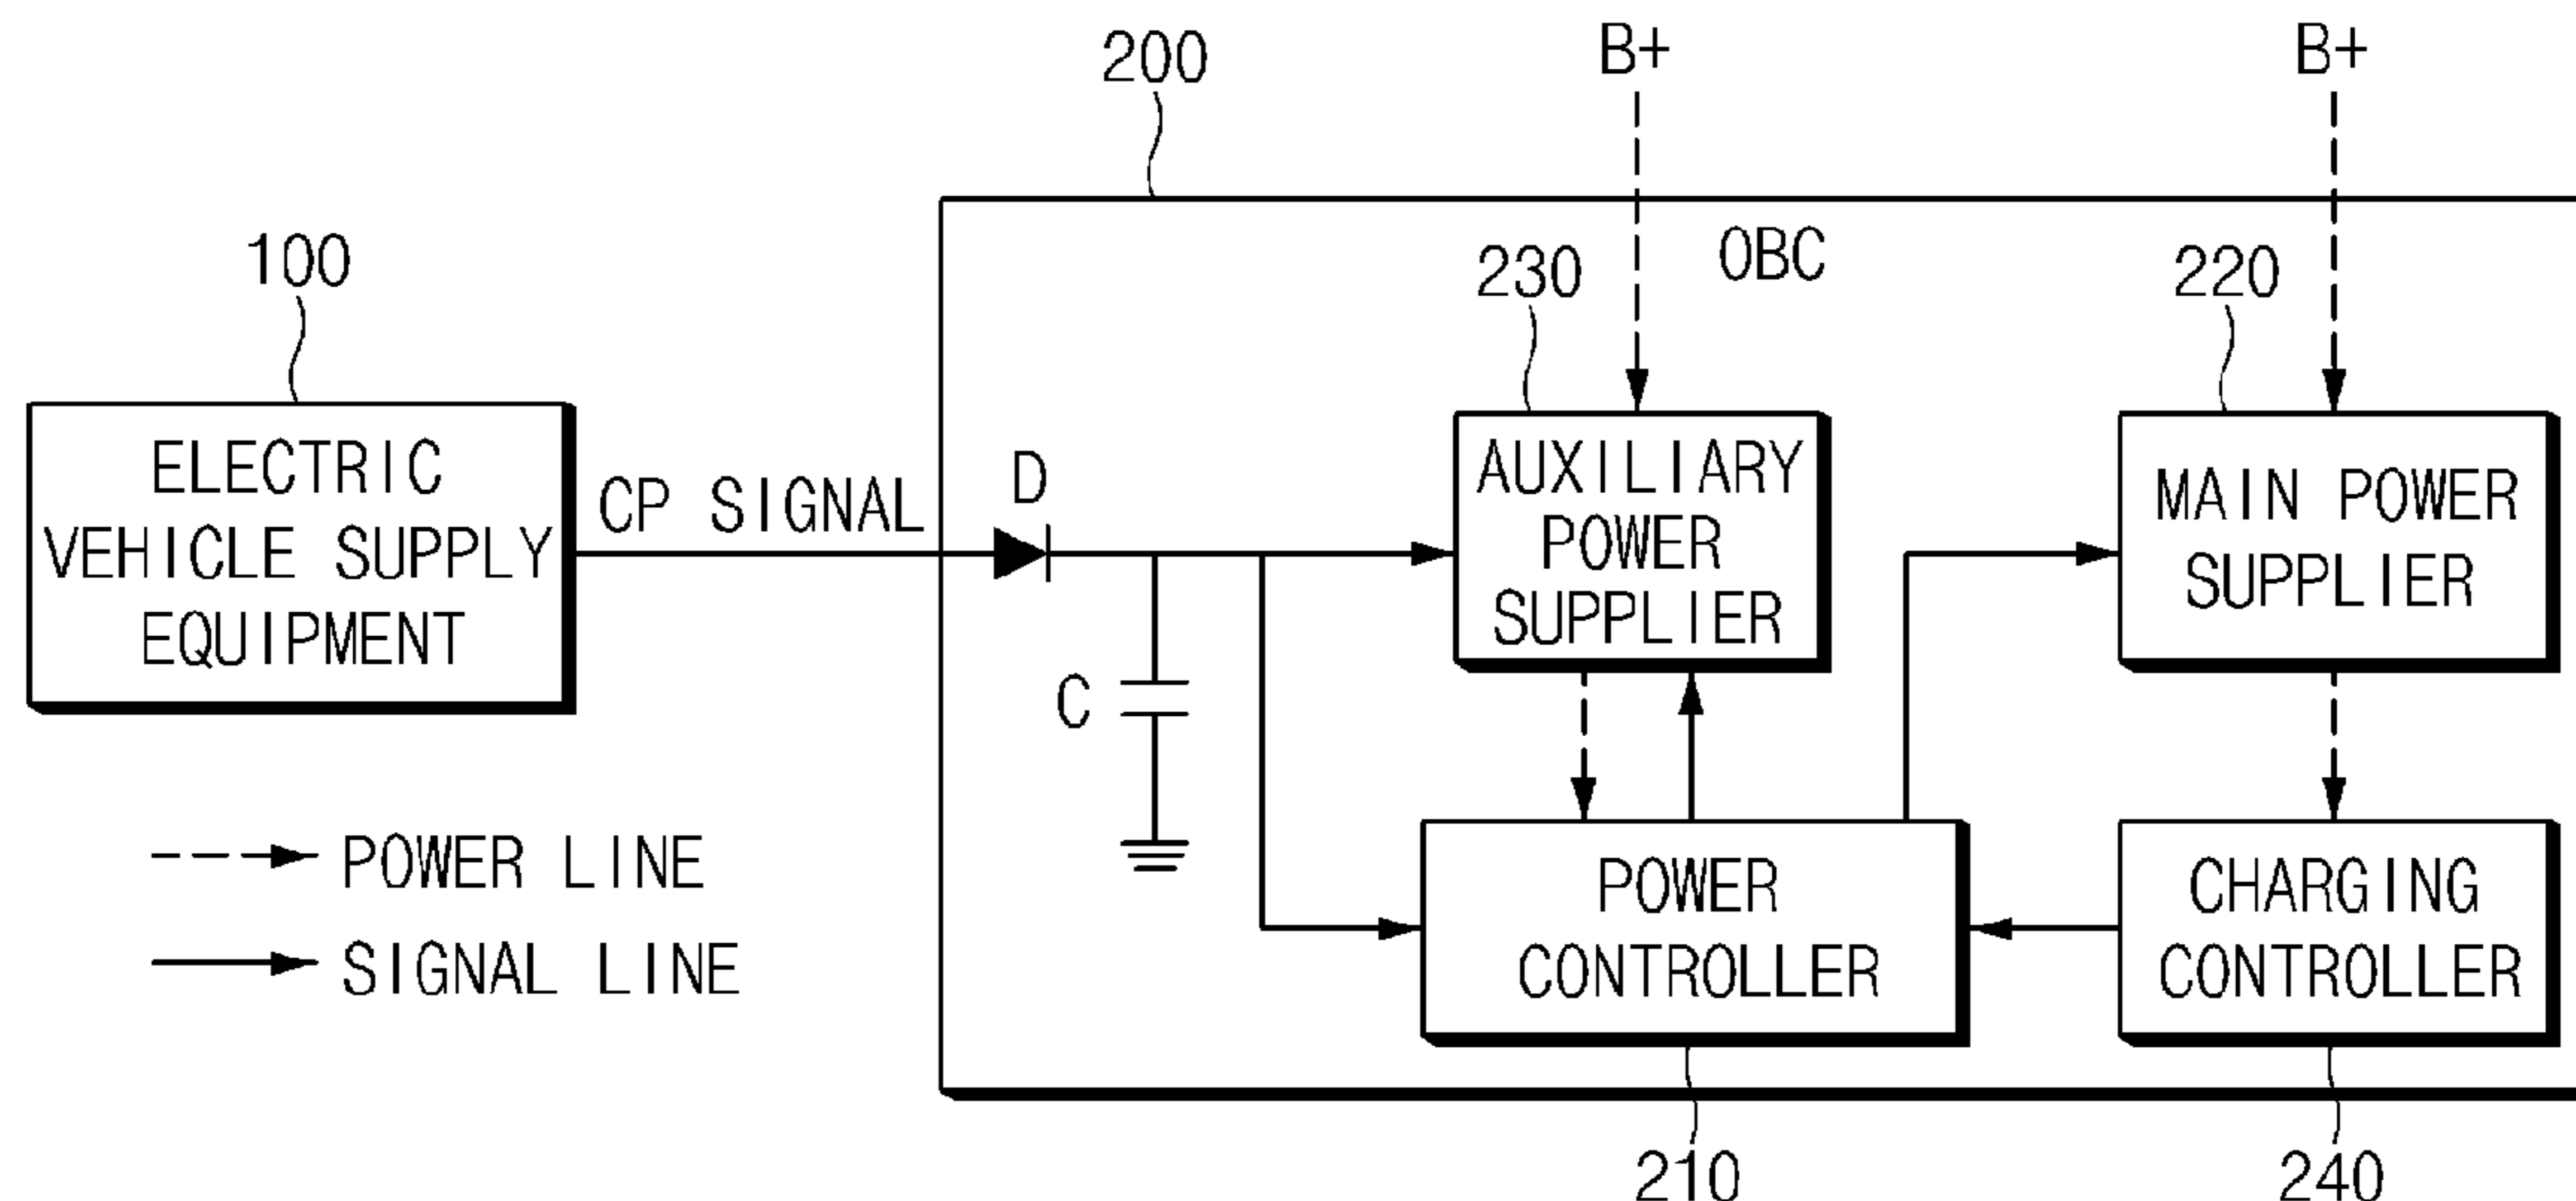 200
B+
B+
OBC
100
230
220
ELECTRIC
VEHICLE SUPPLY
EQUIPMENT
CP SIGNAL
D
AUXILIARY
POWER
SUPPLIER
MAIN POWER
SUPPLIER
C
POWER LINE
SIGNAL LINE
POWER
CONTROLLER
CHARGING
CONTROLLER
210
240